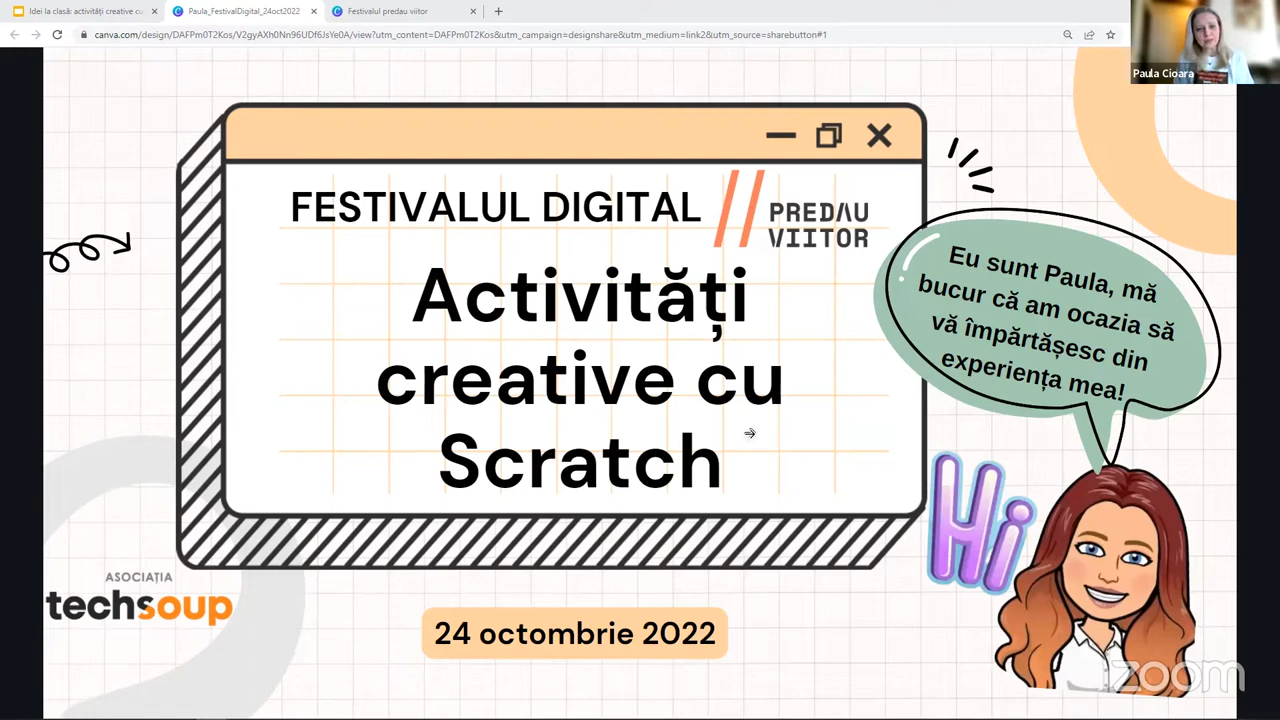 Idei la clasă: activități creative cu
Paula_FestivalDigital_24oct2022
Festivalul predau viitor
canva.com/design/DAFPm0T2Kos/V2gyAXh0Nn96UDf6JsYe0A/view?utm_content=DAFPm0T2Kos&utm_campaign=designshare&utm_medium=link2&utm_source=sharebutton#1
Paula Cioara
FESTIVALUL DIGITAL
PREDAU
VIITOR
Activități
creative cu
Scratch
Eu sunt Paula, mă
bucur că am ocazia să
vă împărtășesc din
experiența mea!
Hi
ASOCIAȚIA
techsoup
24 octombrie 2022
zoom